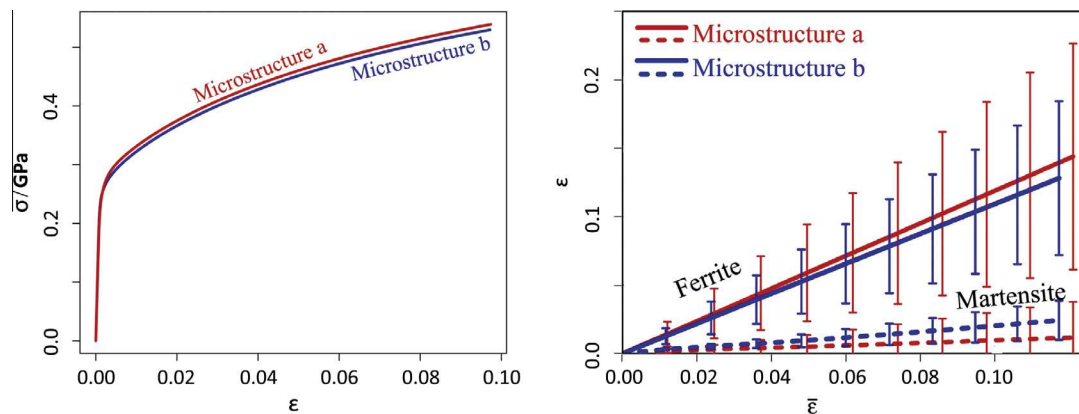 σ̅/GPa
0.0
0.2
0.4
Microstructure a
Microstructure b
0.00
0.02
0.04
0.06
0.08
0.10
ε
ε
0.0
0.1
0.2
Microstructure a
Microstructure b
Ferrite
Martensite
0.00
0.02
0.04
0.06
0.08
0.10
ε̅